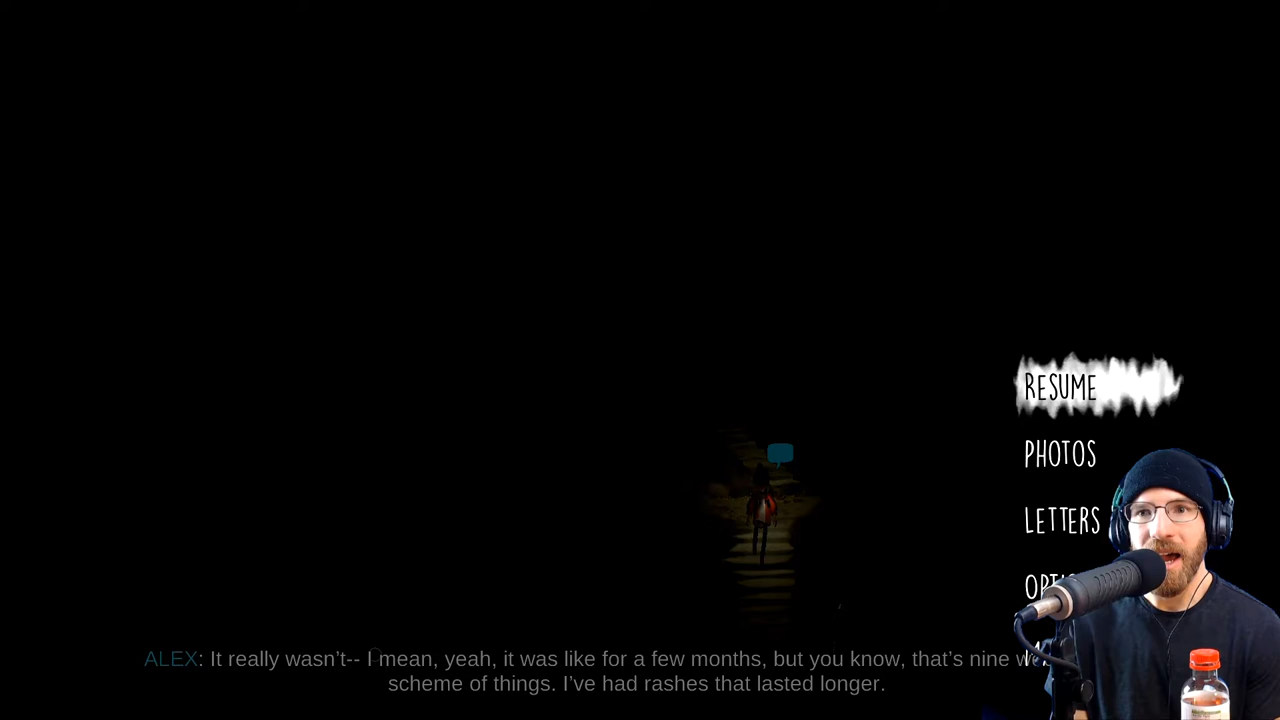 RESUME
PHOTOS
LETTERS
ALEX: It really wasn't-- I mean, yeah, it was like for a few months, but you know, that's nine
scheme of things. I've had rashes that lasted longer.